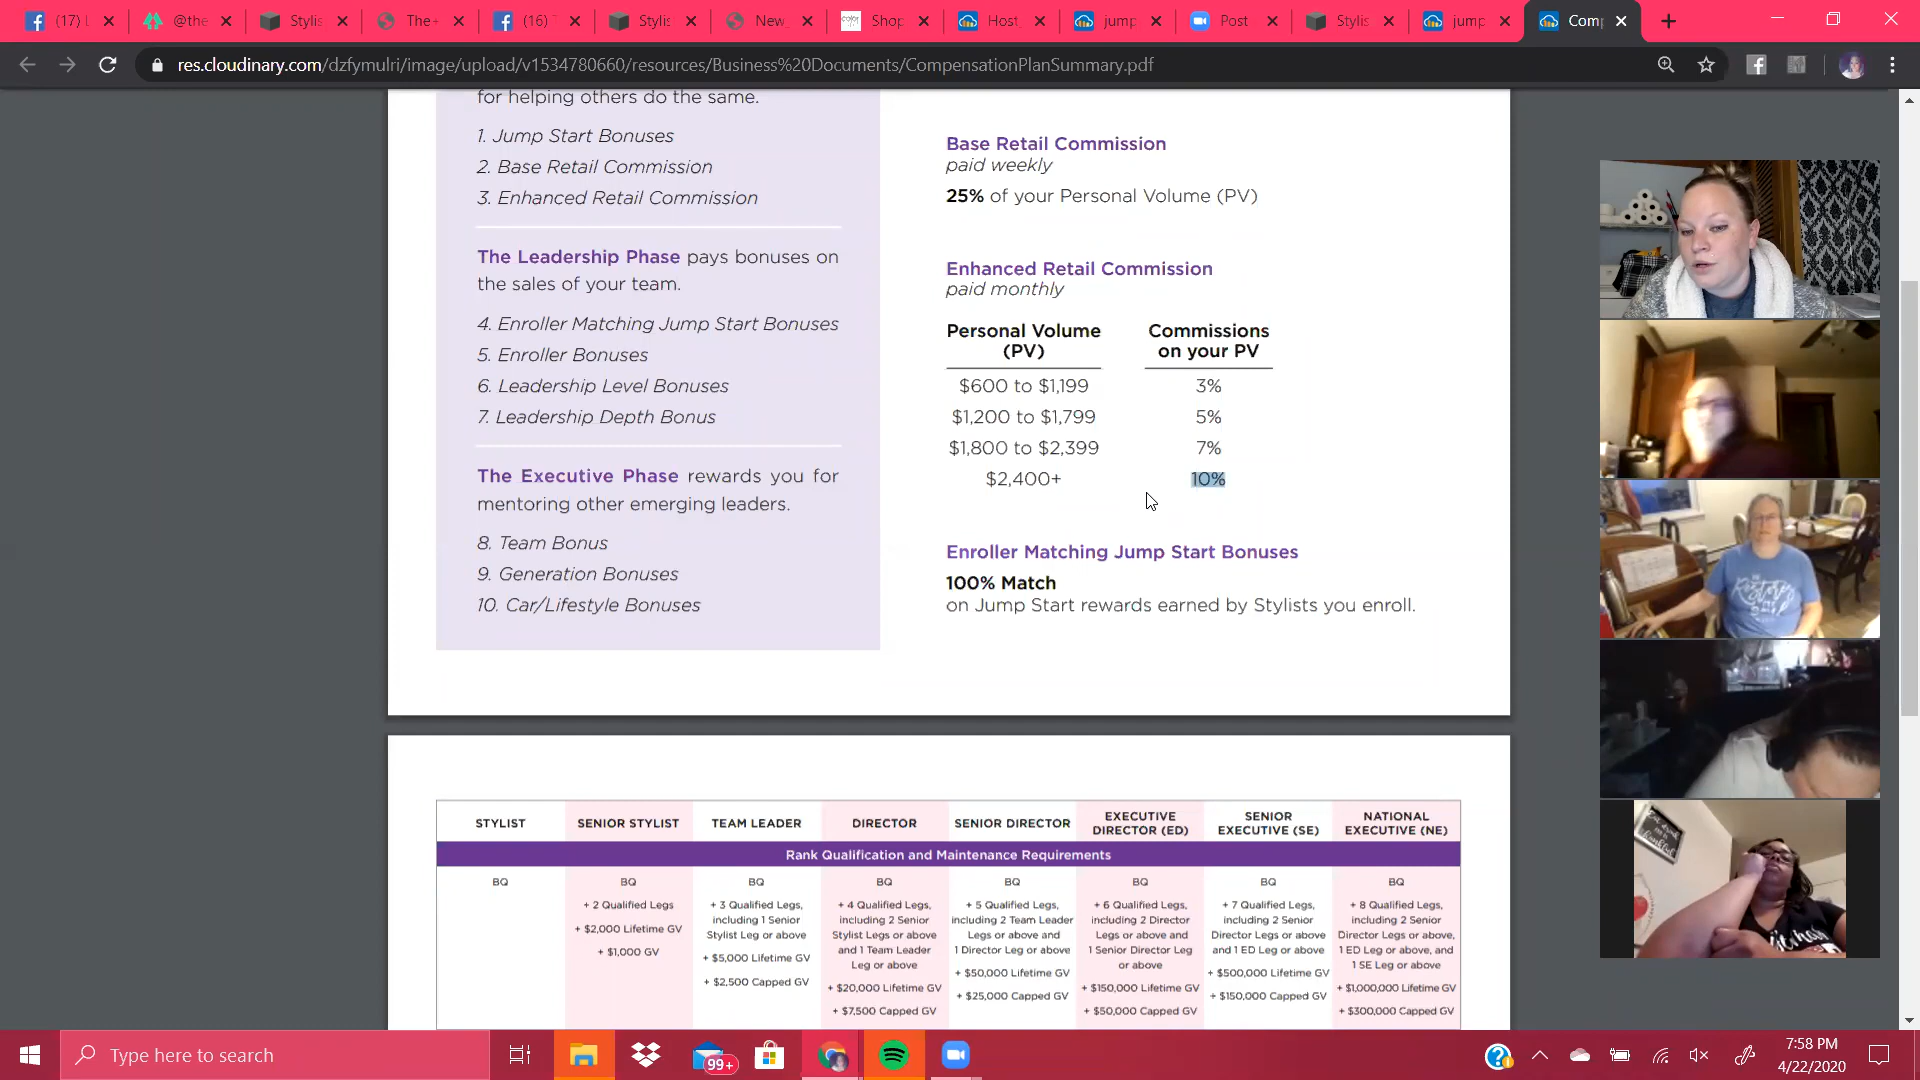 (17) L
@the
Stylis
The+
(16) T
Stylis
New_
Shop
Host
jump
Post
Stylis
jump
Comp
res.cloudinary.com/dzfymulri/image/upload/v1534780660/resources/Business%20Documents/CompensationPlanSummary.pdf
for helping others do the same.
1. Jump Start Bonuses
2. Base Retail Commission
3. Enhanced Retail Commission
The Leadership Phase pays bonuses on
the sales of your team.
4. Enroller Matching Jump Start Bonuses
5. Enroller Bonuses
6. Leadership Level Bonuses
7. Leadership Depth Bonus
The Executive Phase rewards you for
mentoring other emerging leaders.
8. Team Bonus
9. Generation Bonuses
10. Car/Lifestyle Bonuses
Base Retail Commission
paid weekly
25% of your Personal Volume (PV)
Enhanced Retail Commission
paid monthly
Personal Volume (PV)
Commissions on your PV
$600 to $1,199 3%
$1,200 to $1,799 5%
$1,800 to $2,399 7%
$2,400+ 10%
Enroller Matching Jump Start Bonuses
100% Match
on Jump Start rewards earned by Stylists you enroll.
STYLIST
SENIOR STYLIST
TEAM LEADER
DIRECTOR
SENIOR DIRECTOR
EXECUTIVE DIRECTOR (ED)
SENIOR EXECUTIVE (SE)
NATIONAL EXECUTIVE (NE)
Rank Qualification and Maintenance Requirements
BQ
BQ
+ 2 Qualified Legs
+ $2,000 Lifetime GV
+ $1,000 GV
BQ
+ 3 Qualified Legs,
including 1 Senior
Stylist Leg or above
+ $5,000 Lifetime GV
+ $2,500 Capped GV
BQ
+ 4 Qualified Legs,
including 2 Senior
Stylist Legs or above
and 1 Team Leader
Leg or above
+ $20,000 Lifetime GV
+ $7,500 Capped GV
BQ
+ 5 Qualified Legs,
including 2 Team Leader
Legs or above and
1 Director Leg or above
+ $50,000 Lifetime GV
+ $25,000 Capped GV
BQ
+ 6 Qualified Legs,
including 2 Director
Legs or above and
1 Senior Director Leg
or above
+ $150,000 Lifetime GV
+ $50,000 Capped GV
BQ
+ 7 Qualified Legs,
including 2 Senior
Director Legs or above
and 1 ED Leg or above
+ $500,000 Lifetime GV
+ $150,000 Capped GV
BQ
+ 8 Qualified Legs,
including 2 Senior
Director Legs or above,
1 ED Leg or above, and
1 SE Leg or above
+ $1,000,000 Lifetime GV
+ $300,000 Capped GV
Type here to search
99+
7:58 PM
4/22/2020